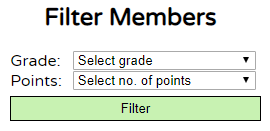 Filter Members
Grade: Select grade
Points: Select no. of points
Filter